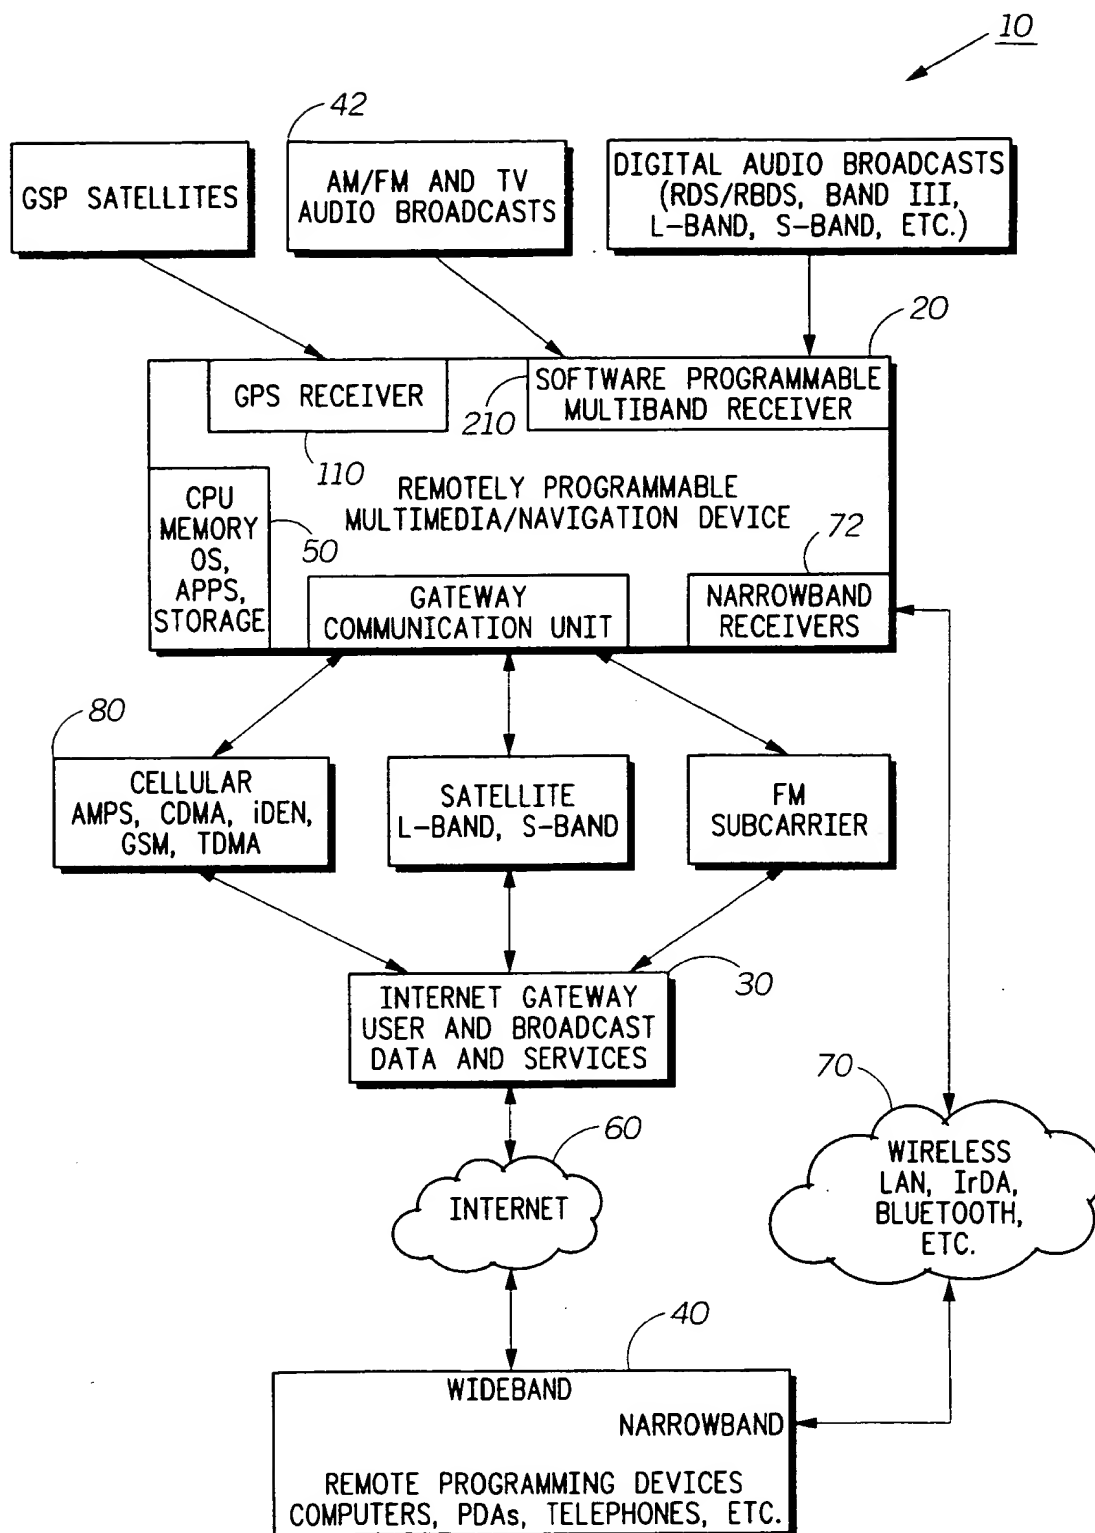 10
42
GSP SATELLITES
AM/FM AND TV
AUDIO BROADCASTS
DIGITAL AUDIO BROADCASTS
(RDS/RBDS, BAND III,
L-BAND, S-BAND, ETC.)
20
GPS RECEIVER
210
SOFTWARE PROGRAMMABLE
MULTIBAND RECEIVER
110
REMOTELY PROGRAMMABLE
MULTIMEDIA/NAVIGATION DEVICE
CPU
MEMORY
OS,
APPS,
STORAGE
50
72
GATEWAY
COMMUNICATION UNIT
NARROWBAND
RECEIVERS
80
CELLULAR
AMPS, CDMA, iDEN,
GSM, TDMA
SATELLITE
L-BAND, S-BAND
FM
SUBCARRIER
30
INTERNET GATEWAY
USER AND BROADCAST
DATA AND SERVICES
70
60
INTERNET
WIRELESS
LAN, IrDA,
BLUETOOTH,
ETC.
40
WIDEBAND
NARROWBAND
REMOTE PROGRAMMING DEVICES
COMPUTERS, PDAs, TELEPHONES, ETC.